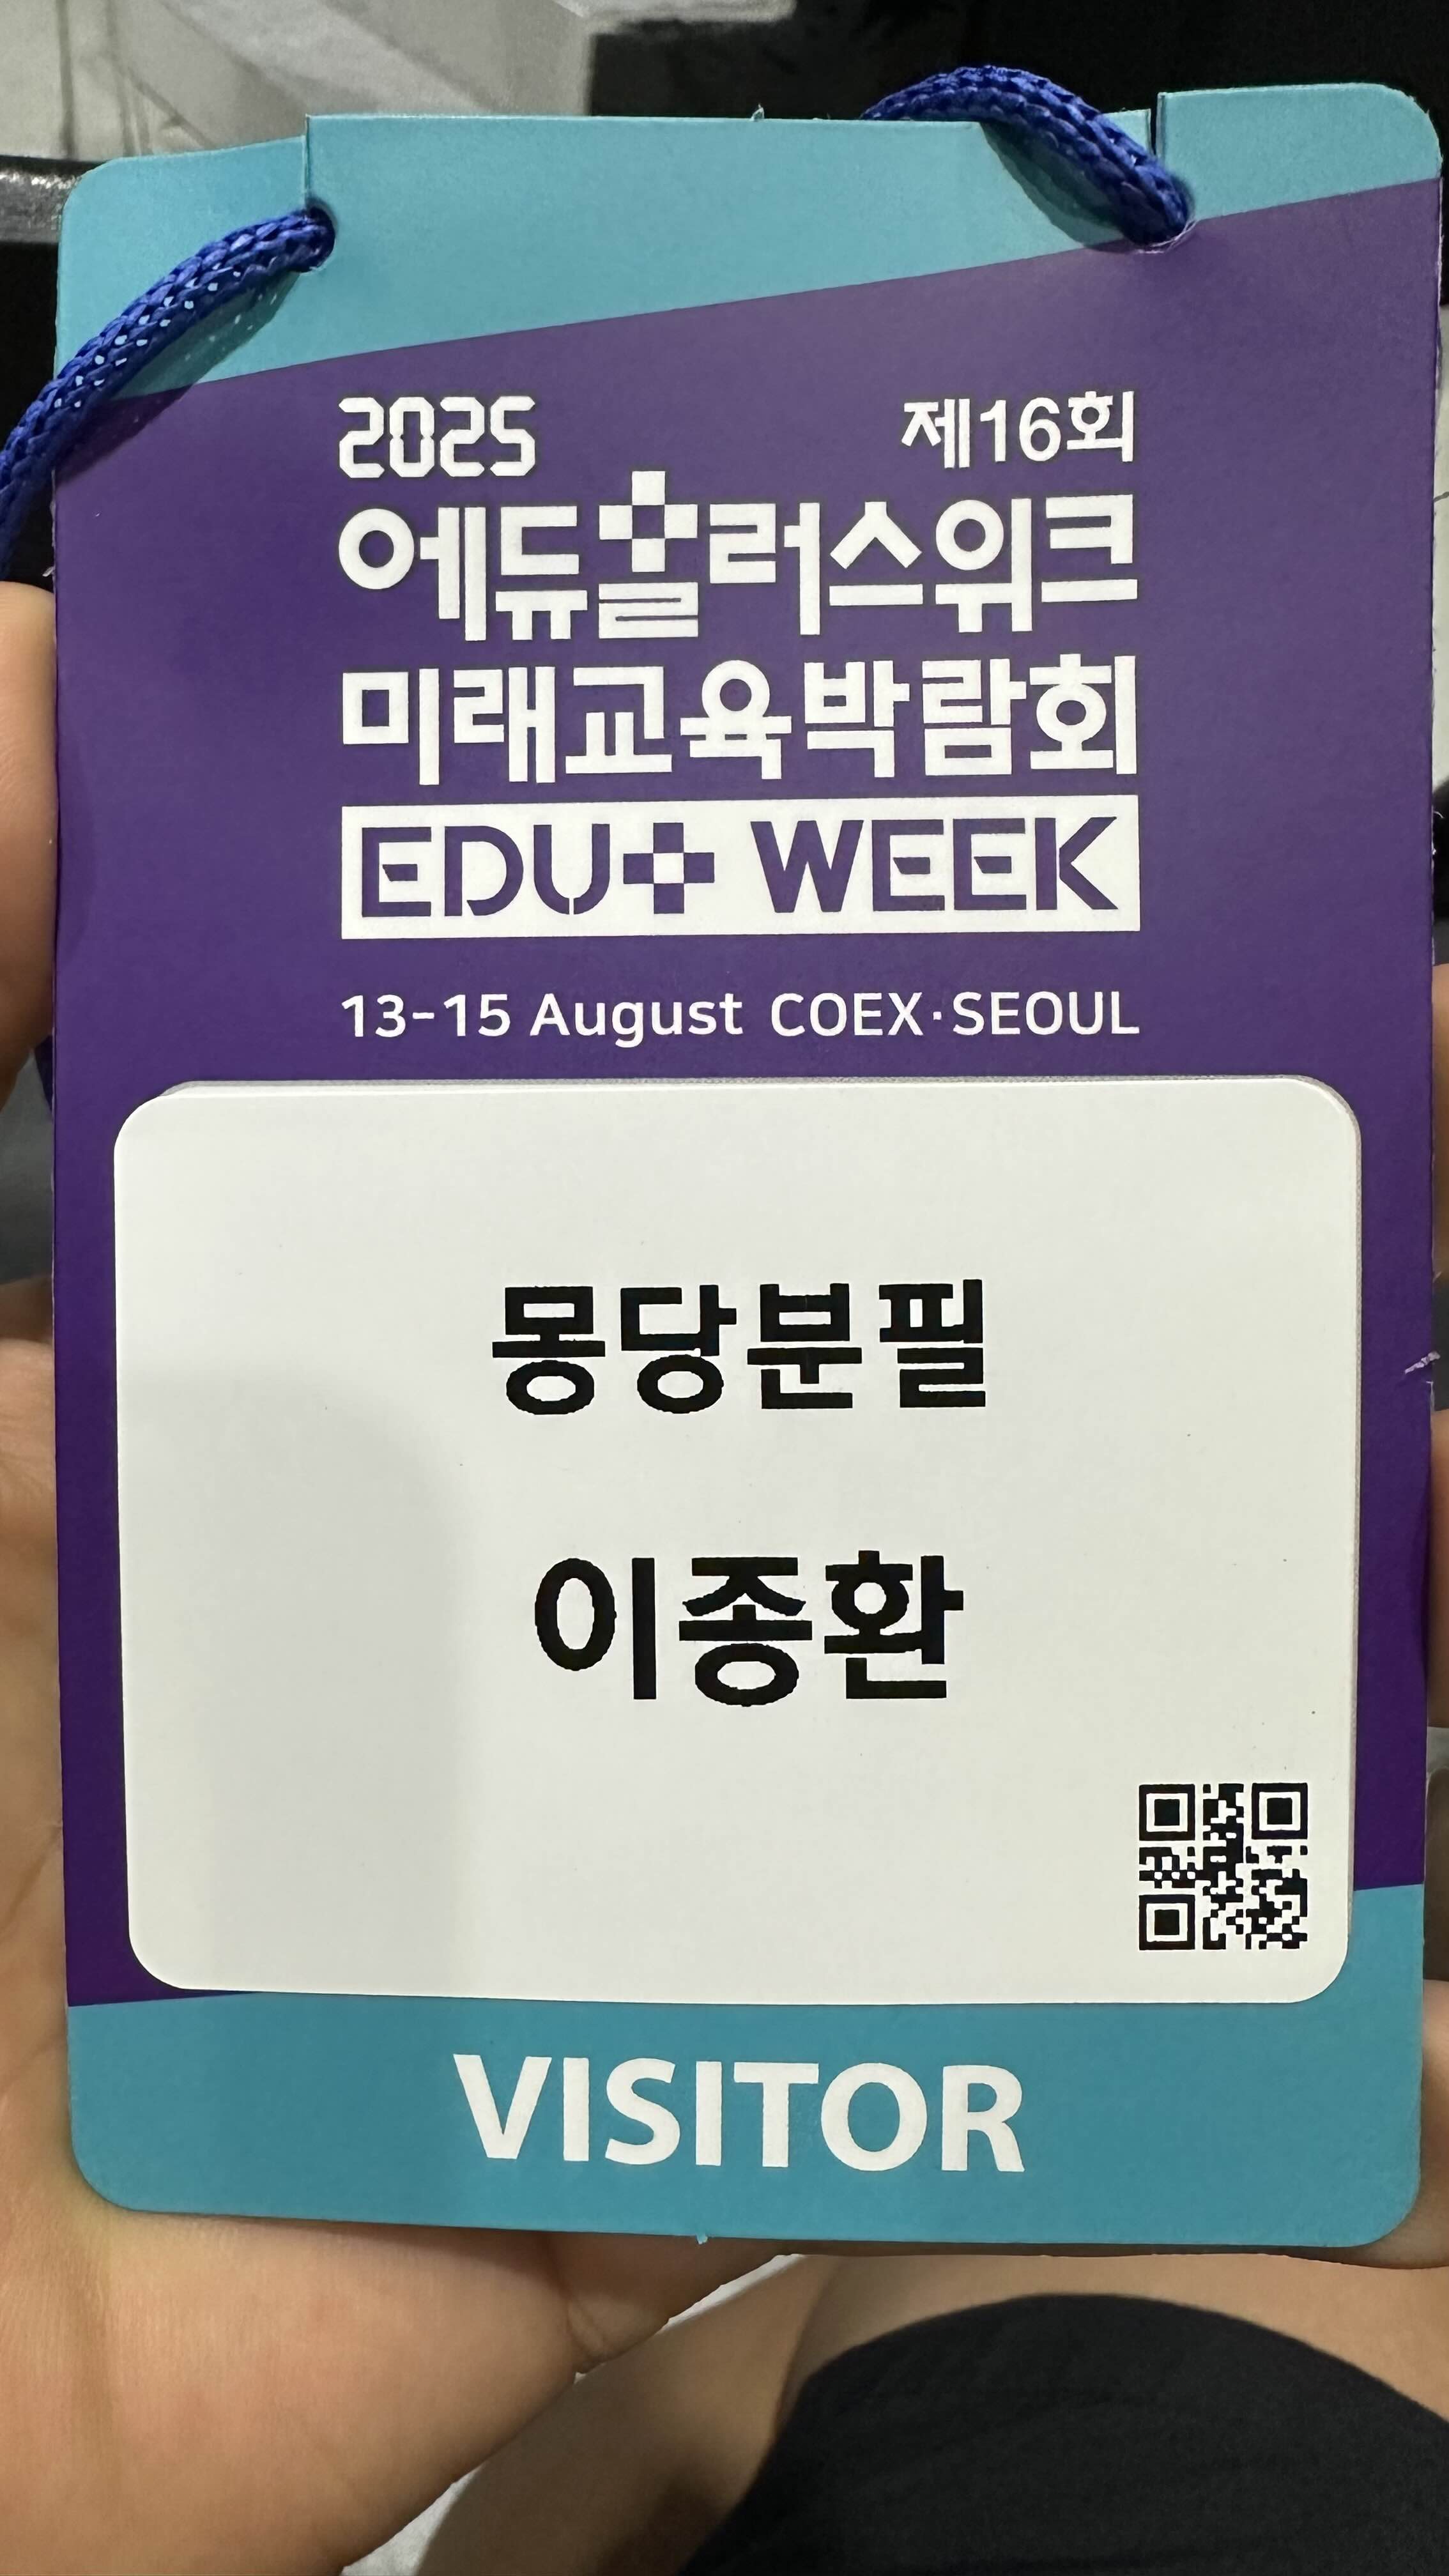 2025 제16회
에듀플러스위크
미래교육박람회
EDU+ WEEK
13-15 August COEX·SEOUL
몽당분필
이종환
VISITOR